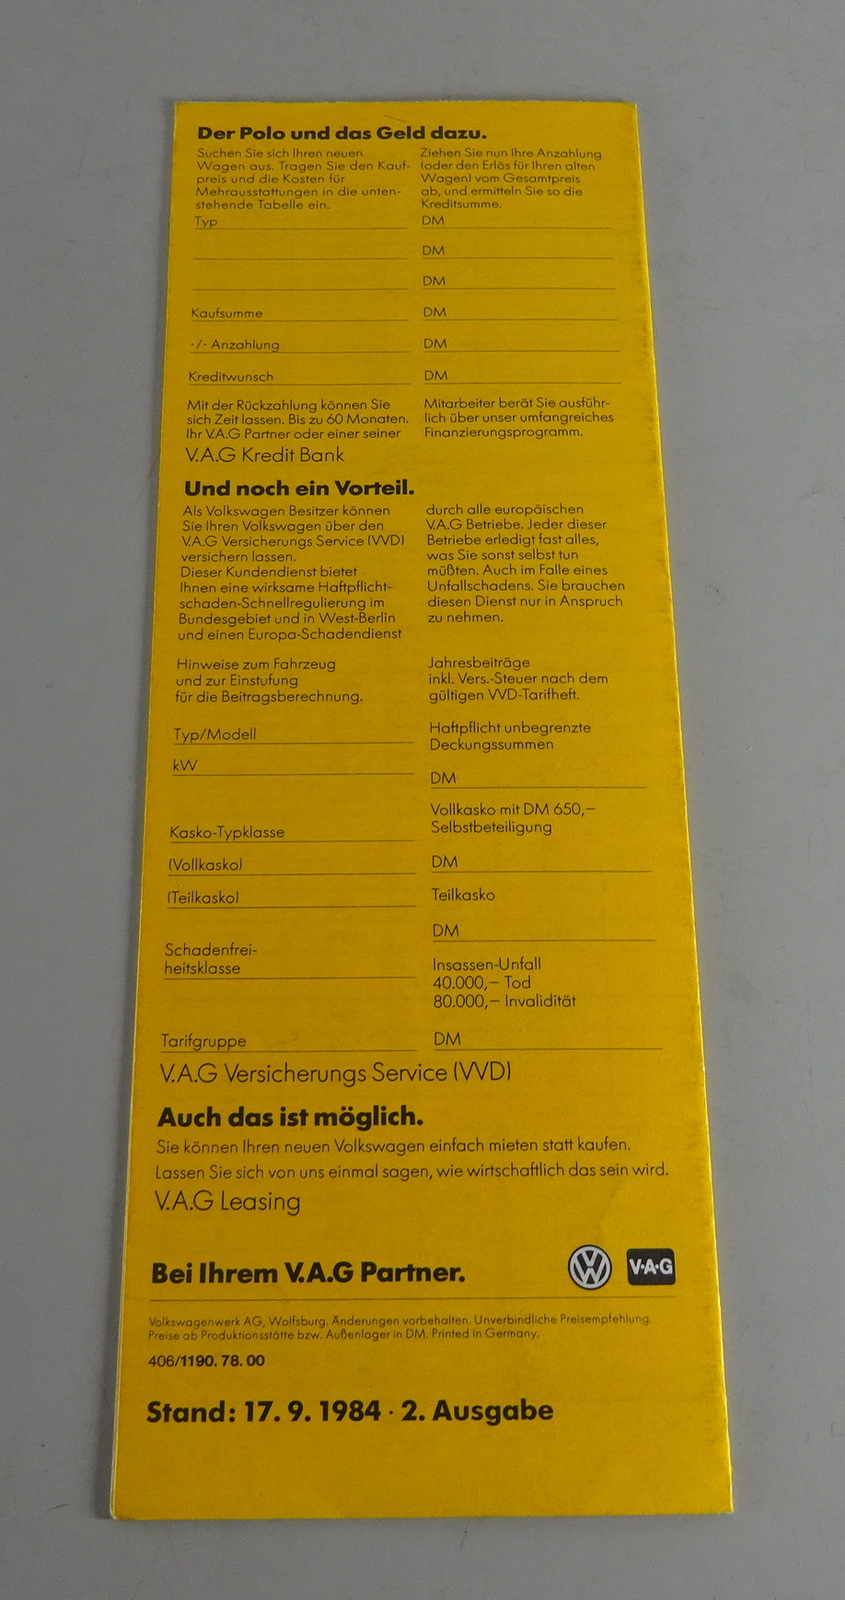 Der Polo und das Geld dazu.
Suchen Sie sich Ihren neuen
Wagen aus. Tragen Sie den Kauf-
preis und die Kosten für
Mehrausstattungen in die unten-
stehende Tabelle ein.
Ziehen Sie nun Ihre Anzahlung
(oder den Erlös für Ihren alten
Wagen) vom Gesamtpreis
ab, und ermitteln Sie so die
Kreditsumme.
Typ DM
DM
DM
Kaufsumme DM
·/· Anzahlung DM
Kreditwunsch DM
Mit der Rückzahlung können Sie
sich Zeit lassen. Bis zu 60 Monaten.
Ihr V.A.G Partner oder einer seiner
Mitarbeiter berät Sie ausführ-
lich über unser umfangreiches
Finanzierungsprogramm.
V.A.G Kredit Bank
Und noch ein Vorteil.
Als Volkswagen Besitzer können
Sie Ihren Volkswagen über den
V.A.G Versicherungs Service (VVD)
versichern lassen.
Dieser Kundendienst bietet
Ihnen eine wirksame Haftpflicht-
schaden-Schnellregulierung im
Bundesgebiet und in West-Berlin
und einen Europa-Schadendienst
durch alle europäischen
V.A.G Betriebe. Jeder dieser
Betriebe erledigt fast alles,
was Sie sonst selbst tun
müßten. Auch im Falle eines
Unfallschadens. Sie brauchen
diesen Dienst nur in Anspruch
zu nehmen.
Hinweise zum Fahrzeug
und zur Einstufung
für die Beitragsberechnung.
Typ/Modell
kW
Kasko-Typklasse
(Vollkasko)
(Teilkasko)
Schadenfrei-
heitsklasse
Tarifgruppe
Jahresbeiträge
inkl. Vers.-Steuer nach dem
gültigen VVD-Tarifheft.
Haftpflicht unbegrenzte
Deckungssummen
DM
Vollkasko mit DM 650,–
Selbstbeteiligung
DM
Teilkasko
DM
Insassen-Unfall
40.000,– Tod
80.000,– Invalidität
DM
V.A.G Versicherungs Service (VVD)
Auch das ist möglich.
Sie können Ihren neuen Volkswagen einfach mieten statt kaufen.
Lassen Sie sich von uns einmal sagen, wie wirtschaftlich das sein wird.
V.A.G Leasing
Bei Ihrem V.A.G Partner.
VW V·A·G
Volkswagenwerk AG, Wolfsburg. Änderungen vorbehalten. Unverbindliche Preisempfehlung.
Preise ab Produktionsstätte bzw. Außenlager in DM. Printed in Germany.
406/1190. 78. 00
Stand: 17. 9. 1984 · 2. Ausgabe